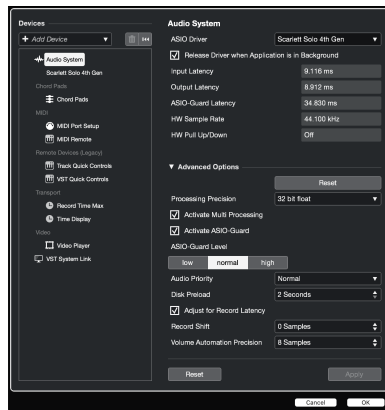 Devices
+ Add Device
Audio System
Scarlett Solo 4th Gen
Chord Pads
Chord Pads
MIDI
MIDI Port Setup
MIDI Remote
Remote Devices (Legacy)
Track Quick Controls
VST Quick Controls
Transport
Record Time Max
Time Display
Video
Video Player
VST System Link
Audio System
ASIO Driver Scarlett Solo 4th Gen
Release Driver when Application is in Background
Input Latency 9.116 ms
Output Latency 8.912 ms
ASIO-Guard Latency 34.830 ms
HW Sample Rate 44.100 kHz
HW Pull Up/Down Off
Advanced Options
Reset
Processing Precision 32 bit float
Activate Multi Processing
Activate ASIO-Guard
ASIO-Guard Level
low normal high
Audio Priority Normal
Disk Preload 2 Seconds
Adjust for Record Latency
Record Shift 0 Samples
Volume Automation Precision 8 Samples
Reset Apply
Cancel OK